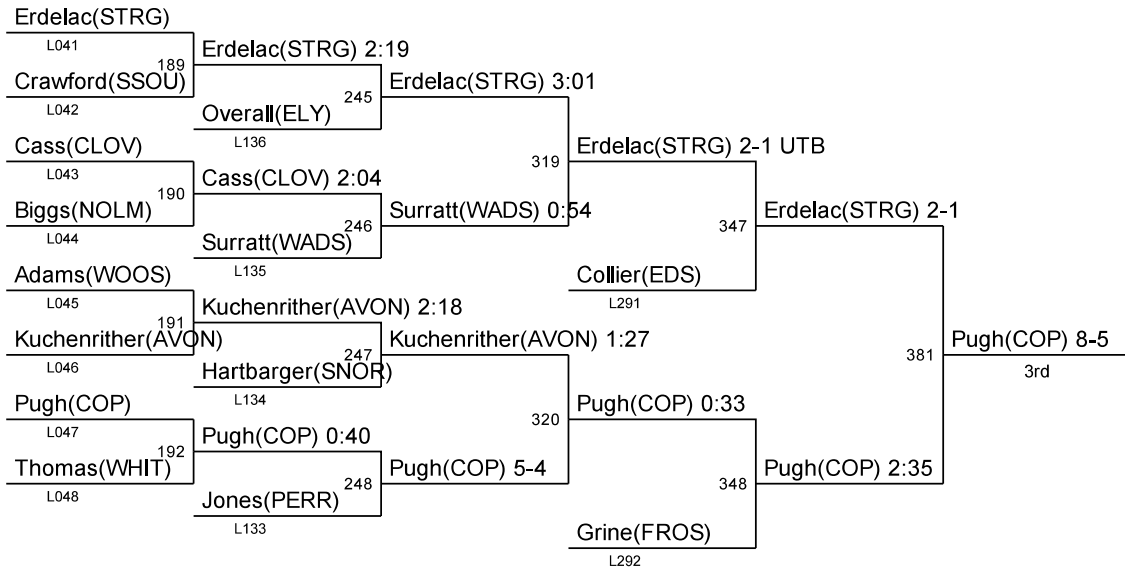 Erdelac(STRG)
L041
189
Erdelac(STRG) 2:19
Crawford(SSOU)
L042
245
Erdelac(STRG) 3:01
Overall(ELY)
L136
Cass(CLOV)
L043
319
Erdelac(STRG) 2-1 UTB
190
Cass(CLOV) 2:04
Biggs(NOLM)
L044
246
Surratt(WADS) 0:54
347
Erdelac(STRG) 2-1
Surratt(WADS)
L135
Adams(WOOS)
L045
Collier(EDS)
L291
191
Kuchenrither(AVON) 2:18
Kuchenrither(AVON)
L046
247
Kuchenrither(AVON) 1:27
381
Pugh(COP) 8-5
3rd
Hartbarger(SNOR)
L134
Pugh(COP)
L047
320
Pugh(COP) 0:33
192
Pugh(COP) 0:40
Thomas(WHIT)
L048
248
Pugh(COP) 5-4
348
Pugh(COP) 2:35
Jones(PERR)
L133
Grine(FROS)
L292